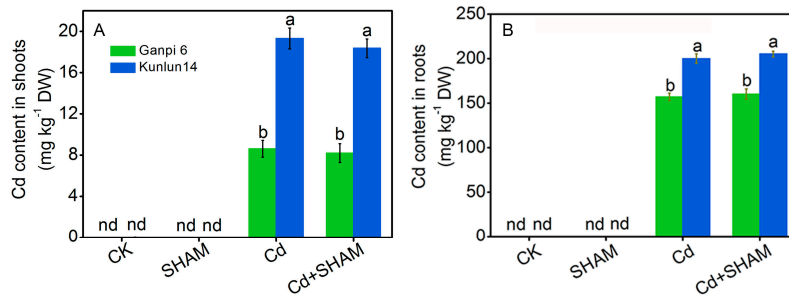 A
Cd content in shoots
(mg kg⁻¹ DW)
20
16
12
8
4
0
Ganpi 6
Kunlun14
nd nd
nd nd
b
a
b
a
CK
SHAM
Cd
Cd+SHAM
B
Cd content in roots
(mg kg⁻¹ DW)
250
200
150
200
50
0
nd nd
nd nd
b
a
b
a
CK
SHAM
Cd
Cd+SHAM